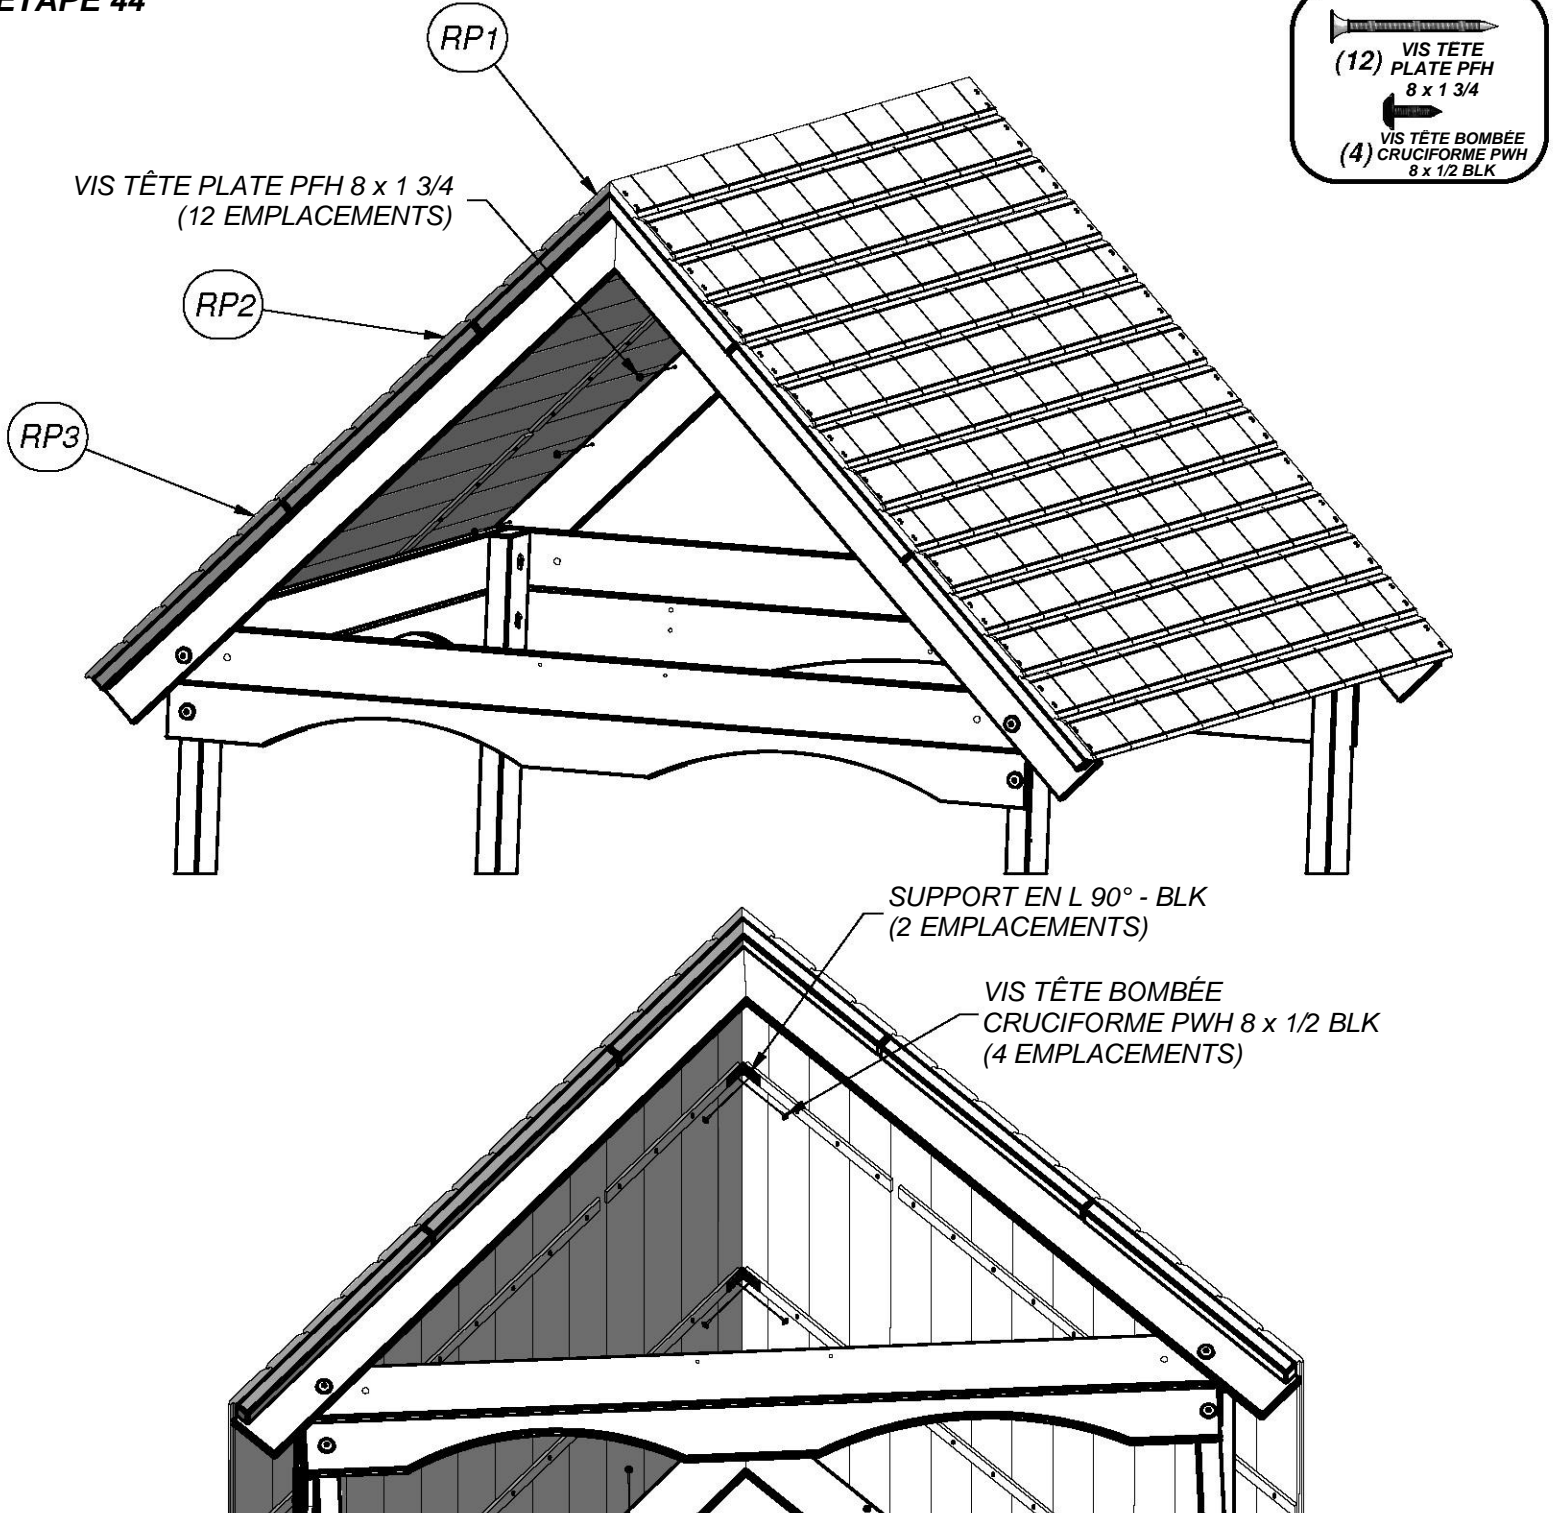 ÉTAPE 44
RP1
(12) VIS TÊTE
PLATE PFH
8 x 1 3/4
(4) VIS TÊTE BOMBÉE
CRUCIFORME PWH
8 x 1/2 BLK
VIS TÊTE PLATE PFH 8 x 1 3/4
(12 EMPLACEMENTS)
RP2
RP3
SUPPORT EN L 90° - BLK
(2 EMPLACEMENTS)
VIS TÊTE BOMBÉE
CRUCIFORME PWH 8 x 1/2 BLK
(4 EMPLACEMENTS)